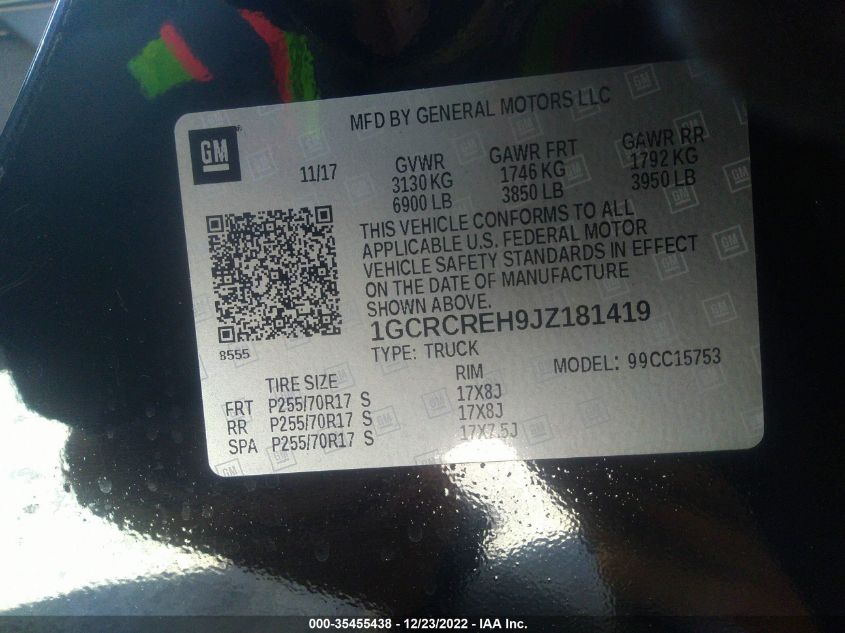 MFD BY GENERAL MOTORS LLC
GM
11/17
GVWR GAWR FRT GAWR RR
3130 KG 1746 KG 1792 KG
6900 LB 3850 LB 3950 LB
THIS VEHICLE CONFORMS TO ALL
APPLICABLE U.S. FEDERAL MOTOR
VEHICLE SAFETY STANDARDS IN EFFECT
ON THE DATE OF MANUFACTURE
SHOWN ABOVE.
1GCRCREH9JZ181419
8555
TYPE: TRUCK MODEL: 99CC15753
TIRE SIZE RIM
FRT P255/70R17 S 17X8J
RR P255/70R17 S 17X8J
SPA P255/70R17 S 17X7.5J
000-35455438 - 12/23/2022 - IAA Inc.